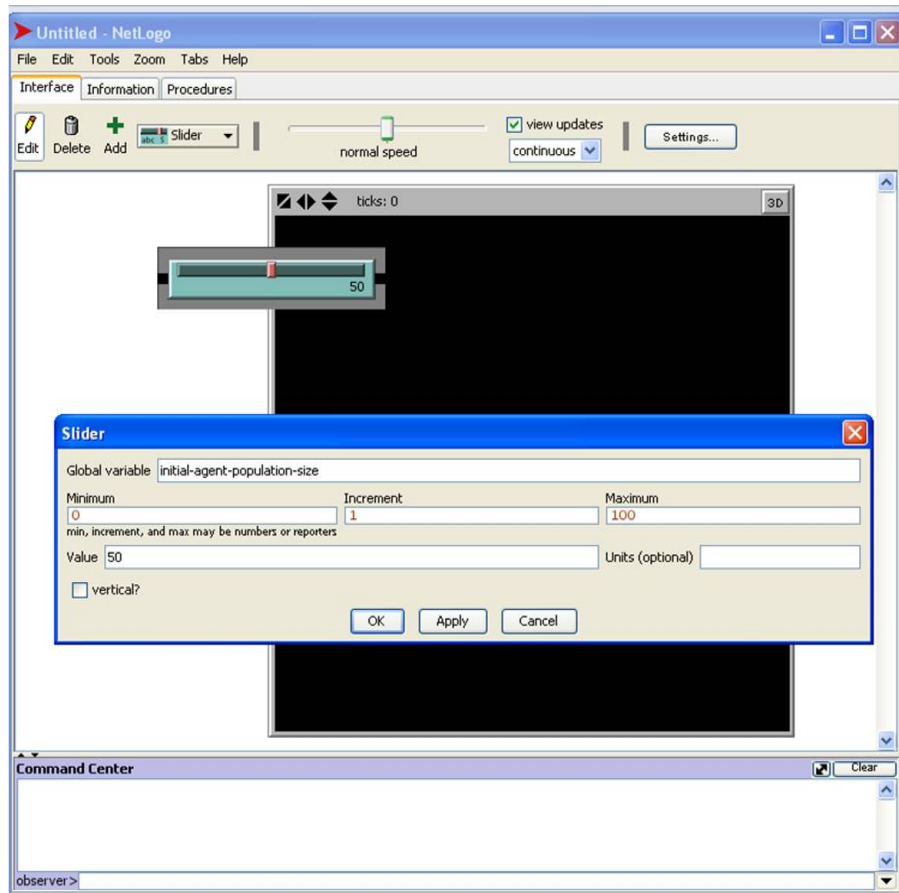 Untitled - NetLogo
File Edit Tools Zoom Tabs Help
Interface Information Procedures
Edit Delete Add abc 5 Slider normal speed view updates continuous Settings...
ticks: 0 3D
50
Slider
Global variable initial-agent-population-size
Minimum Increment Maximum
0 1 100
min, increment, and max may be numbers or reporters
Value 50 Units (optional)
vertical?
OK Apply Cancel
Command Center Clear
observer>